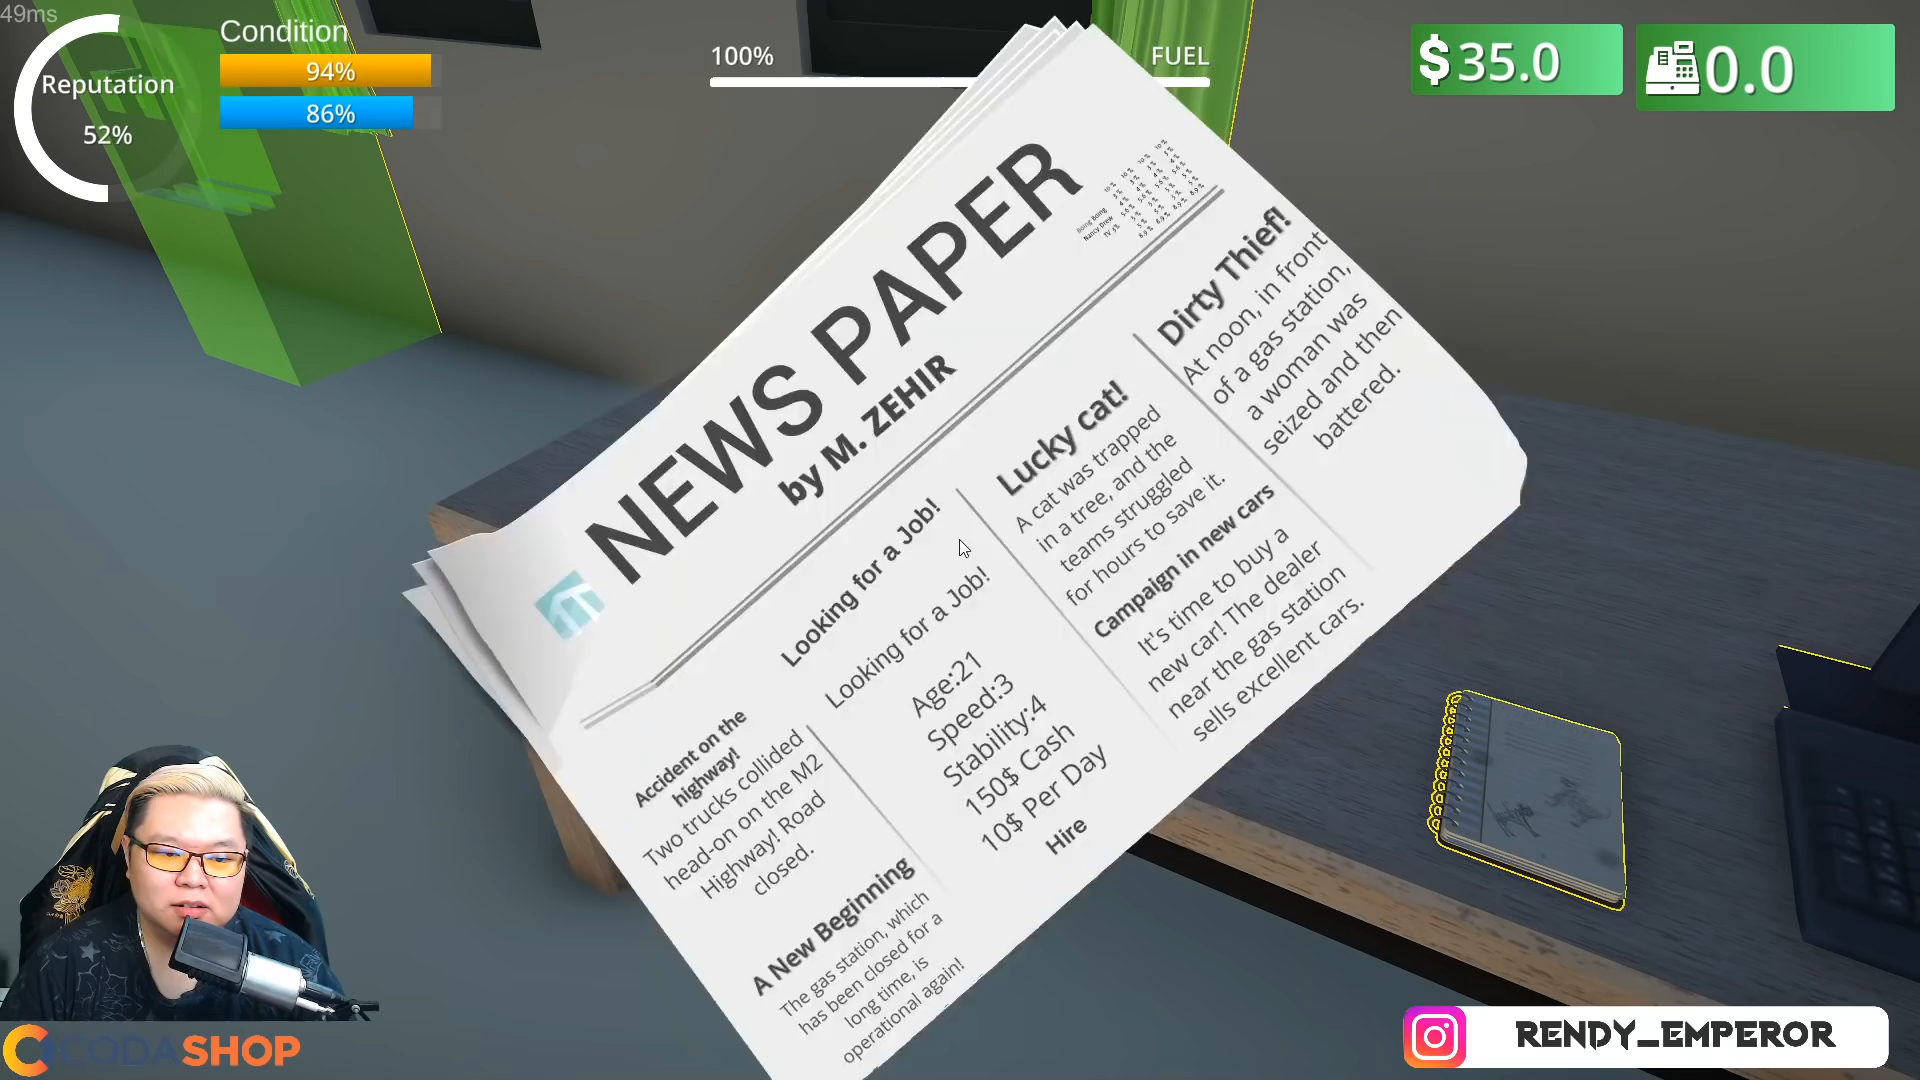 49ms
Condition
94%
86%
Reputation
52%
100%
FUEL
$35.0
0.0
NEWS PAPER
by M. ZEHIR
Accident on the
highway!
Two trucks collided
head-on on the M2
Highway! Road
closed.
A New Beginning
The gas station, which
has been closed for a
long time, is
operational again!
Looking for a Job!
Looking for a Job!
Age:21
Speed:3
Stability:4
150$ Cash
10$ Per Day
Hire
Lucky cat!
A cat was trapped
in a tree, and the
teams struggled
for hours to save it.
Campaign in new cars
It's time to buy a
new car! The dealer
near the gas station
sells excellent cars.
Dirty Thief!
At noon, in front
of a gas station,
a woman was
seized and then
battered.
CODASHOP
RENDY_EMPEROR